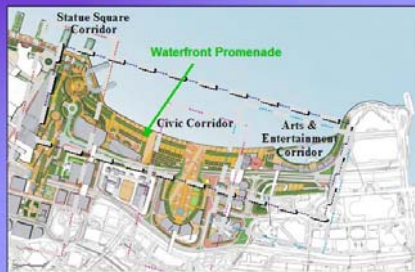 Statue Square
Corridor
Waterfront Promenade
Civic Corridor
Arts &
Entertainment
Corridor